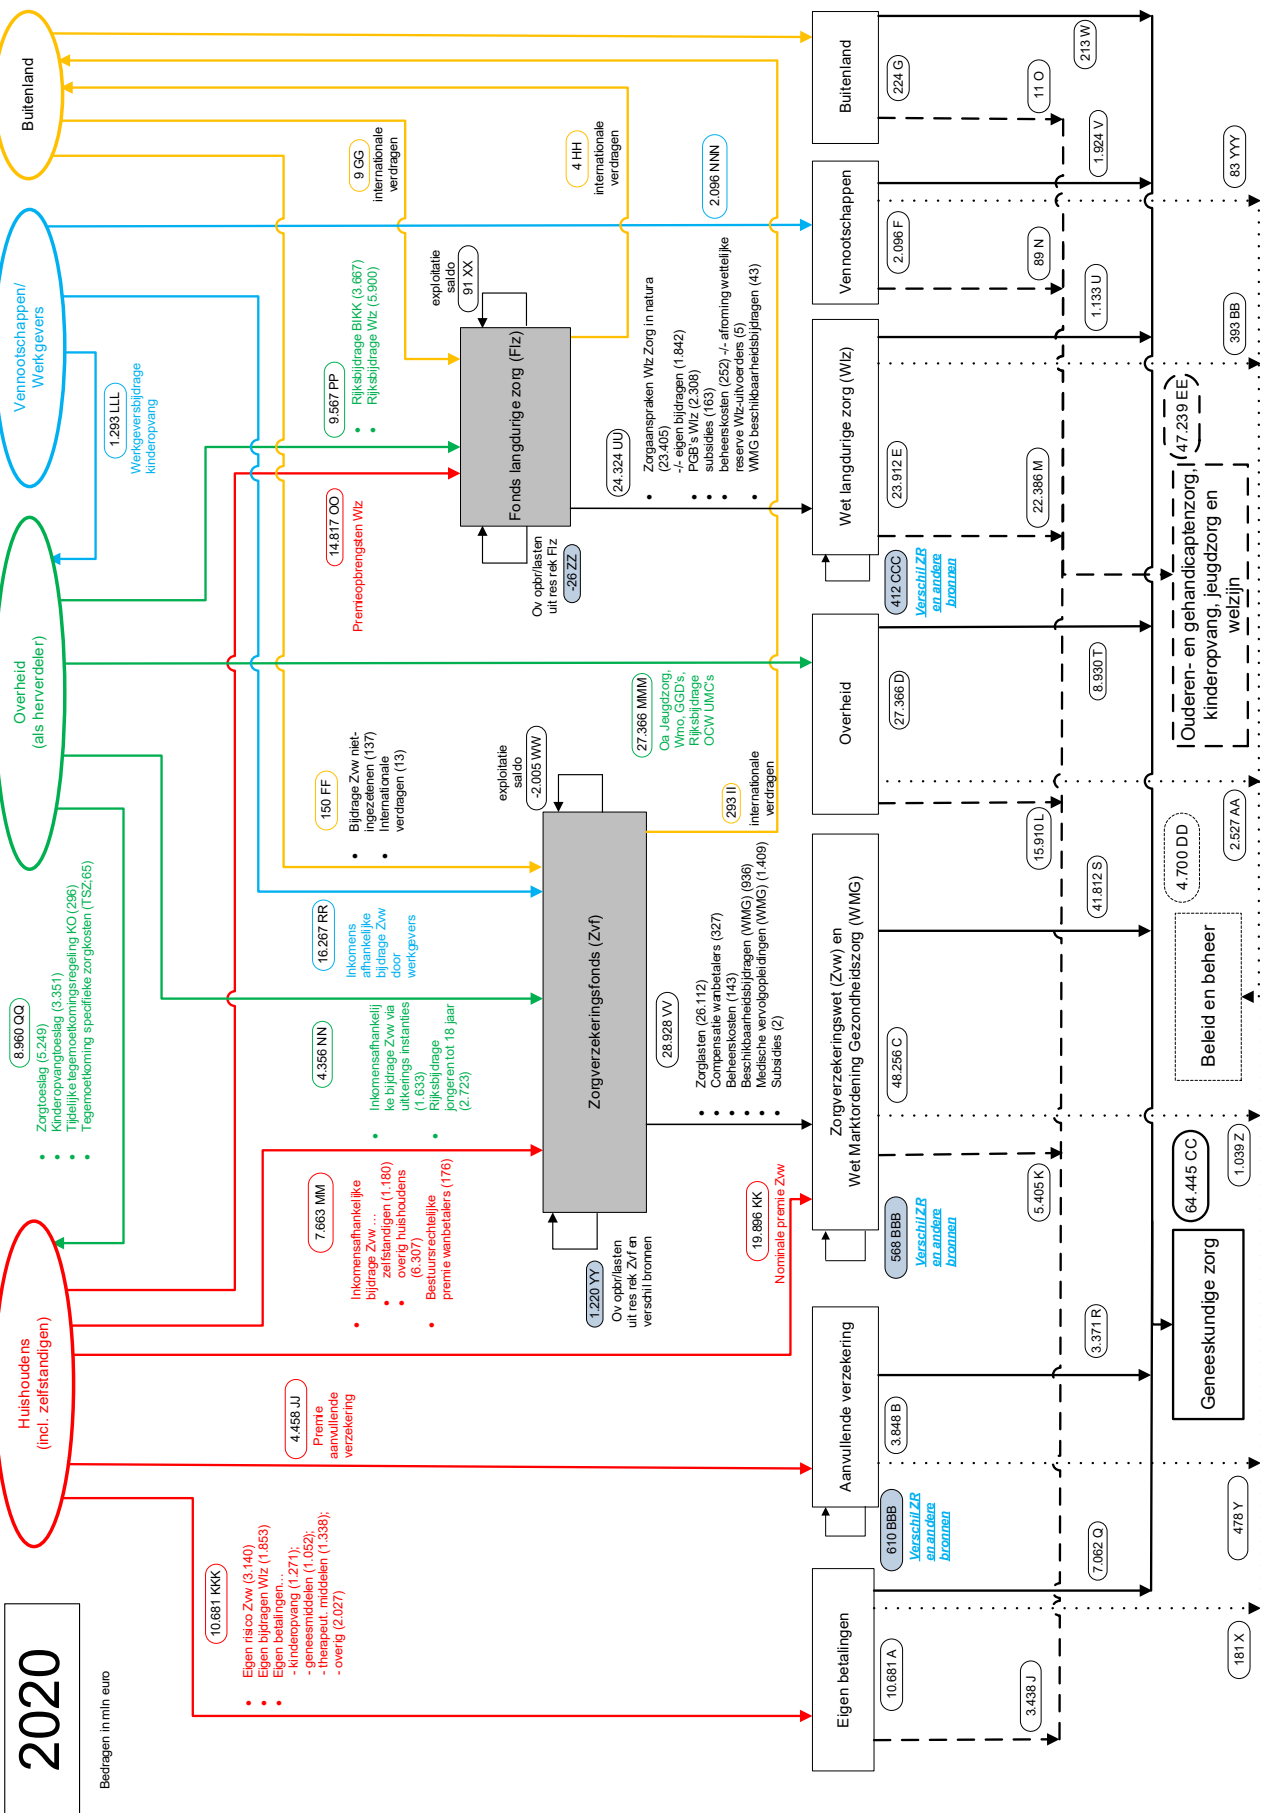 2020
Bedragen in mln euro
Huishoudens
(incl. zelfstandigen)
Overheid
(als herverdeler)
Vennootschappen/
Werkgevers
Buitenland
8.960 QQ
• Zorgtoeslag (5.249)
• Kinderopvangtoeslag (3.351)
• Tijdelijke tegemoetkomingsregeling KO (296)
• Tegemoetkoming specifieke zorgkosten (TSZ;65)
1.293 LLL
Werkgeversbijdrage
kinderopvang
10.681 KKK
• Eigen risico Zvw (3.140)
• Eigen bijdragen Wlz (1.853)
• Eigen betalingen...
- kinderopvang (1.271);
- geneesmiddelen (1.052);
- therapeut. middelen (1.338);
- overig (2.027)
4.458 JJ
Premie
aanvullende
verzekering
7.663 MM
• Inkomensafhankelijke
bijdrage Zvw ...
• zelfstandigen (1.180)
• overig huishoudens
(6.307)
• Bestuursrechtelijke
premie wanbetalers (176)
4.356 NN
• Inkomensafhankelij
ke bijdrage Zvw via
uitkerings instanties
(1.633)
• Rijksbijdrage
jongeren tot 18 jaar
(2.723)
16.267 RR
Inkomens
afhankelijke
bijdrage Zvw
door
werkgevers
150 FF
• Bijdrage Zvw niet-
ingezetenen (137)
• Internationale
verdragen (13)
14.817 OO
Premieopbrengsten Wlz
9.567 PP
• Rijksbijdrage BIKK (3.667)
• Rijksbijdrage Wlz (5.900)
9 GG
internationale
verdragen
exploitatie
saldo
91 XX
Fonds langdurige zorg (Flz)
Ov opbr/lasten
uit res rek Flz
-26 ZZ
4 HH
internationale
verdragen
exploitatie
saldo
-2.005 WW
Zorgverzekeringsfonds (Zvf)
1.220 YY
Ov opbr/lasten
uit res rek Zvf en
verschil bronnen
24.324 UU
• Zorgaanspraken Wlz Zorg in natura
(23.405)
• -/- eigen bijdragen (1.842)
• PGB's Wlz (2.308)
• subsidies (163)
• beheerskosten (252) -/- afroming wettelijke
reserve Wlz-uitvoerders (5)
• WMG beschikbaarheidsbijdragen (43)
2.096 NNN
27.366 MMM
Oa Jeugdzorg,
Wmo, GGD's,
Rijksbijdrage
OCW UMC's
293 II
internationale
verdragen
28.928 VV
• Zorglasten (26.112)
• Compensatie wanbetalers (327)
• Beheerskosten (143)
• Beschikbaarheidsbijdragen (WMG) (936)
• Medische vervolgopleidingen (WMG) (1.409)
• Subsidies (2)
19.896 KK
Nominale premie Zvw
Eigen betalingen
Aanvullende verzekering
Zorgverzekeringswet (Zvw) en
Wet Marktordening Gezondheidszorg (WMG)
Overheid
Wet langdurige zorg (Wlz)
Vennootschappen
Buitenland
10.681 A
610 BBB
Verschil ZR
en andere
bronnen
3.848 B
568 BBB
Verschil ZR
en andere
bronnen
48.256 C
27.366 D
412 CCC
Verschil ZR
en andere
bronnen
23.912 E
2.096 F
224 G
3.438 J
5.405 K
15.910 L
22.386 M
89 N
11 O
7.062 Q
3.371 R
41.812 S
8.930 T
1.133 U
1.924 V
213 W
Geneeskundige zorg
64.445 CC
Beleid en beheer
4.700 DD
Ouderen- en gehandicaptenzorg,
kinderopvang, jeugdzorg en
welzijn
47.239 EE
181 X
478 Y
1.039 Z
2.527 AA
393 BB
83 YYY